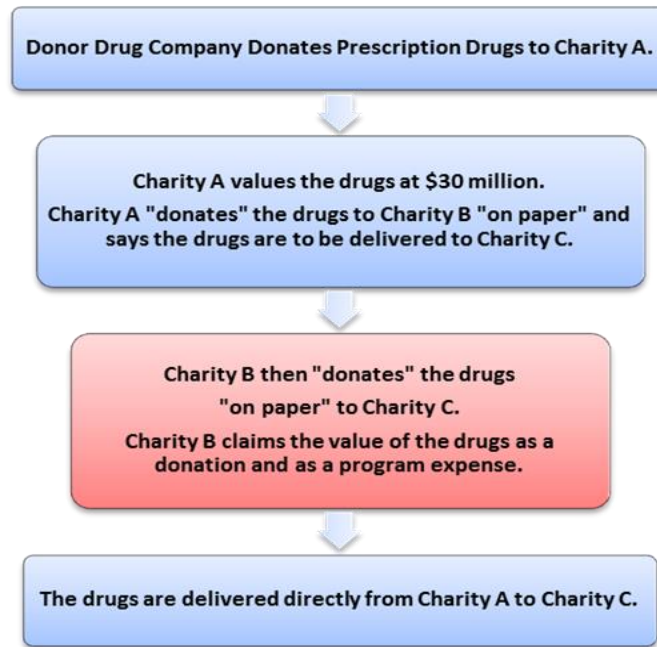 Donor Drug Company Donates Prescription Drugs to Charity A.
Charity A values the drugs at $30 million.
Charity A "donates" the drugs to Charity B "on paper" and
says the drugs are to be delivered to Charity C.
Charity B then "donates" the drugs
"on paper" to Charity C.
Charity B claims the value of the drugs as a
donation and as a program expense.
The drugs are delivered directly from Charity A to Charity C.